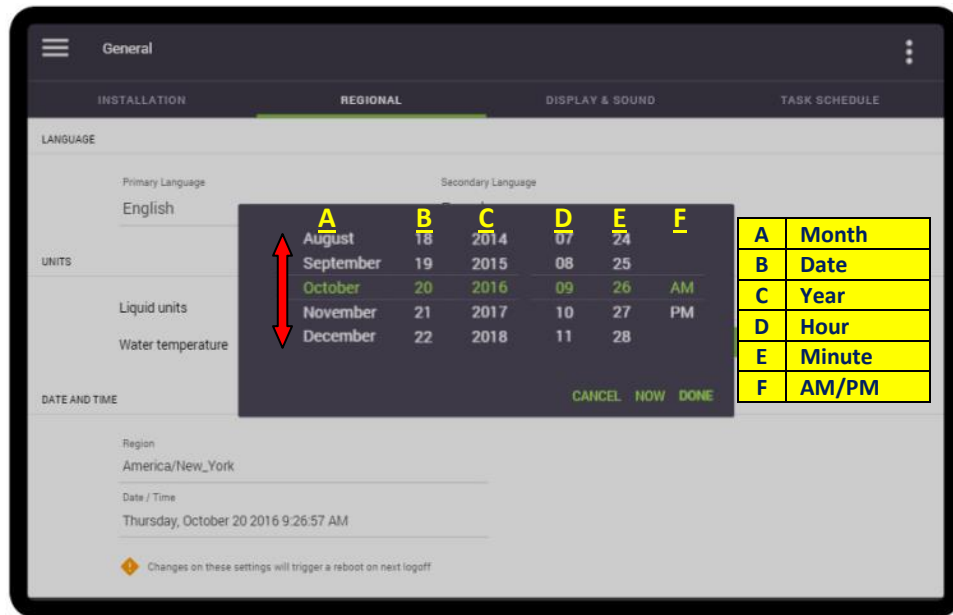 General
INSTALLATION REGIONAL DISPLAY & SOUND TASK SCHEDULE
LANGUAGE
Primary Language Secondary Language
English
A B C D E F
August 18 2014 07 24
September 19 2015 08 25
October 20 2016 09 26 AM
November 21 2017 10 27 PM
December 22 2018 11 28
CANCEL NOW DONE
A Month
B Date
C Year
D Hour
E Minute
F AM/PM
UNITS
Liquid units
Water temperature
DATE AND TIME
Region
America/New_York
Date / Time
Thursday, October 20 2016 9:26:57 AM
Changes on these settings will trigger a reboot on next logoff